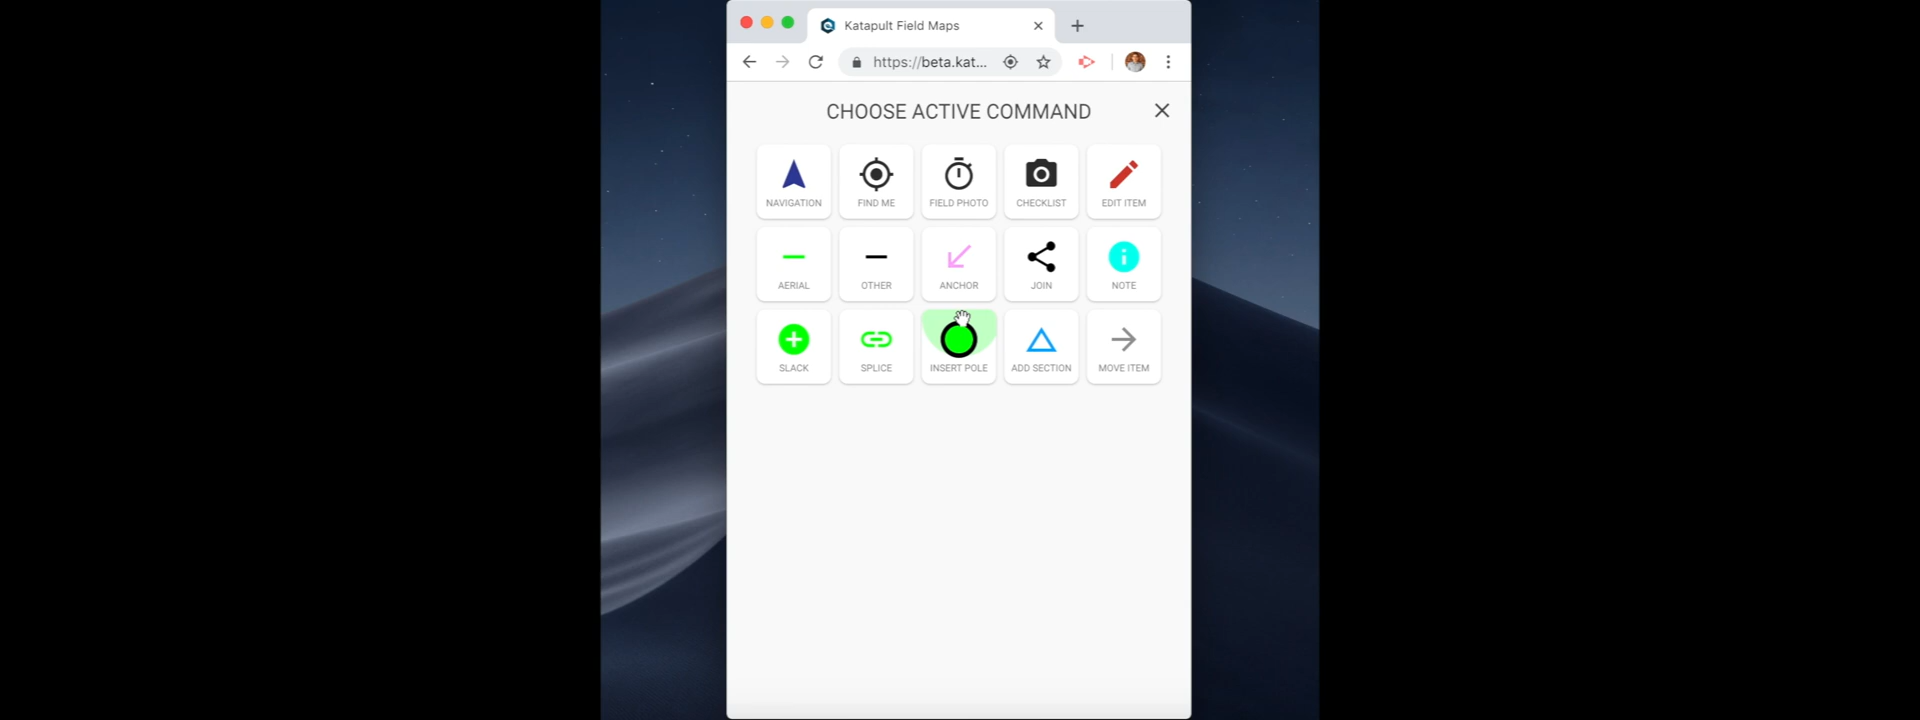 Katapult Field Maps
https://beta.kat...
CHOOSE ACTIVE COMMAND
NAVIGATION
FIND ME
FIELD PHOTO
CHECKLIST
EDIT ITEM
AERIAL
OTHER
ANCHOR
JOIN
NOTE
SLACK
SPLICE
INSERT POLE
ADD SECTION
MOVE ITEM